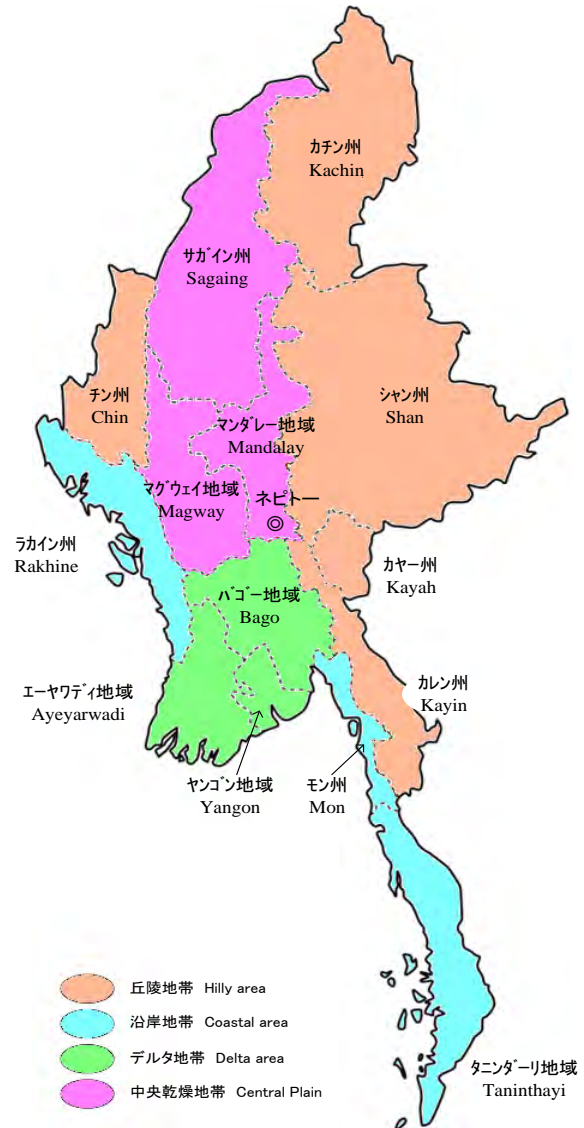 カチン州
Kachin
サガイン州
Sagaing
チン州
Chin
シャン州
Shan
マンダレー地域
Mandalay
マグウェイ地域
Magway
ネピトー
ラカイン州
Rakhine
カヤー州
Kayah
バゴー地域
Bago
エーヤワディ地域
Ayeyarwadi
カレン州
Kayin
ヤンゴン地域
Yangon
モン州
Mon
丘陵地帯 Hilly area
沿岸地帯 Coastal area
デルタ地帯 Delta area
中央乾燥地帯 Central Plain
タニンダーリ地域
Taninthayi